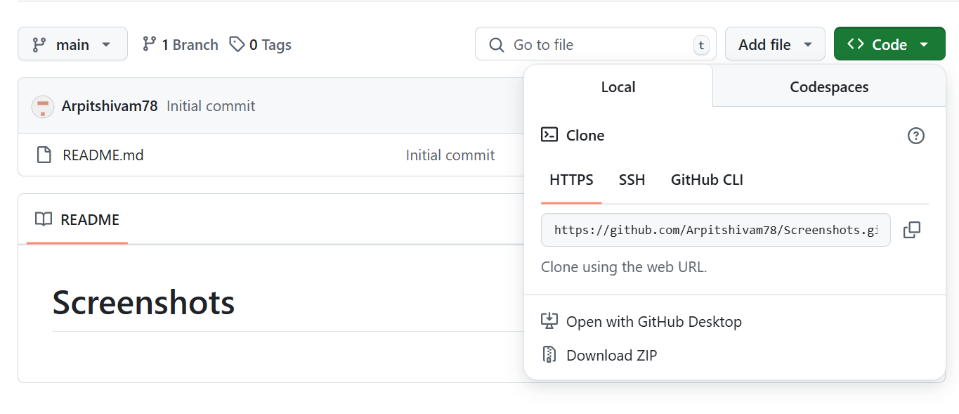 main 1 Branch 0 Tags Go to file t Add file Code
Local Codespaces
Arpitshivam78 Initial commit
Clone
README.md Initial commit
HTTPS SSH GitHub CLI
README
https://github.com/Arpitshivam78/Screenshots.gi
Clone using the web URL.
Screenshots
Open with GitHub Desktop
Download ZIP